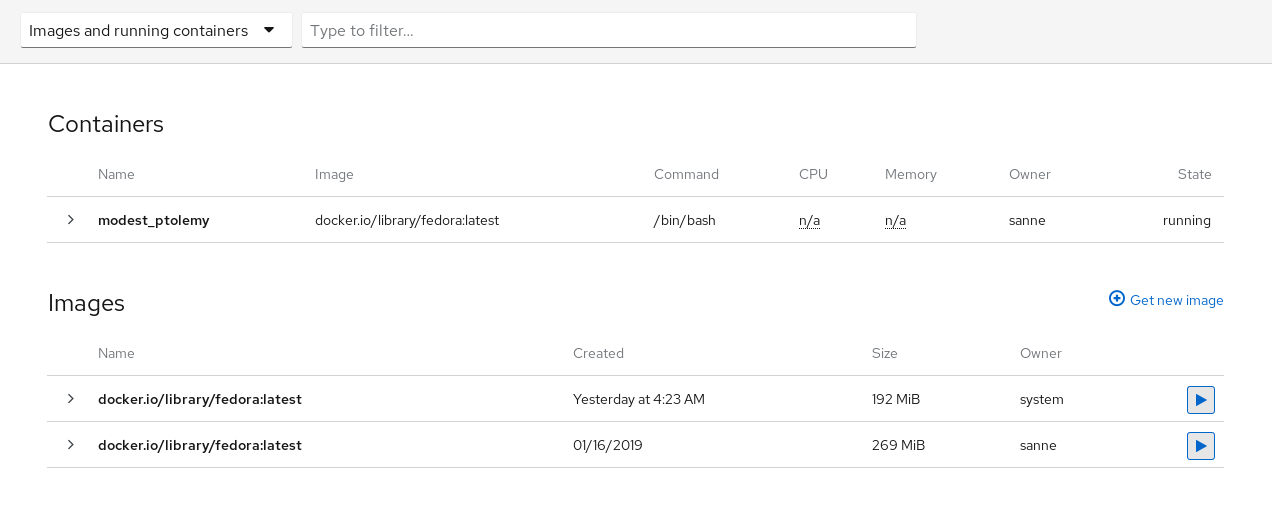 Images and running containers Type to filter...
Containers
Name Image Command CPU Memory Owner State
modest_ptolemy docker.io/library/fedora:latest /bin/bash n/a n/a sanne running
Images Get new image
Name Created Size Owner
docker.io/library/fedora:latest Yesterday at 4:23 AM 192 MiB system
docker.io/library/fedora:latest 01/16/2019 269 MiB sanne